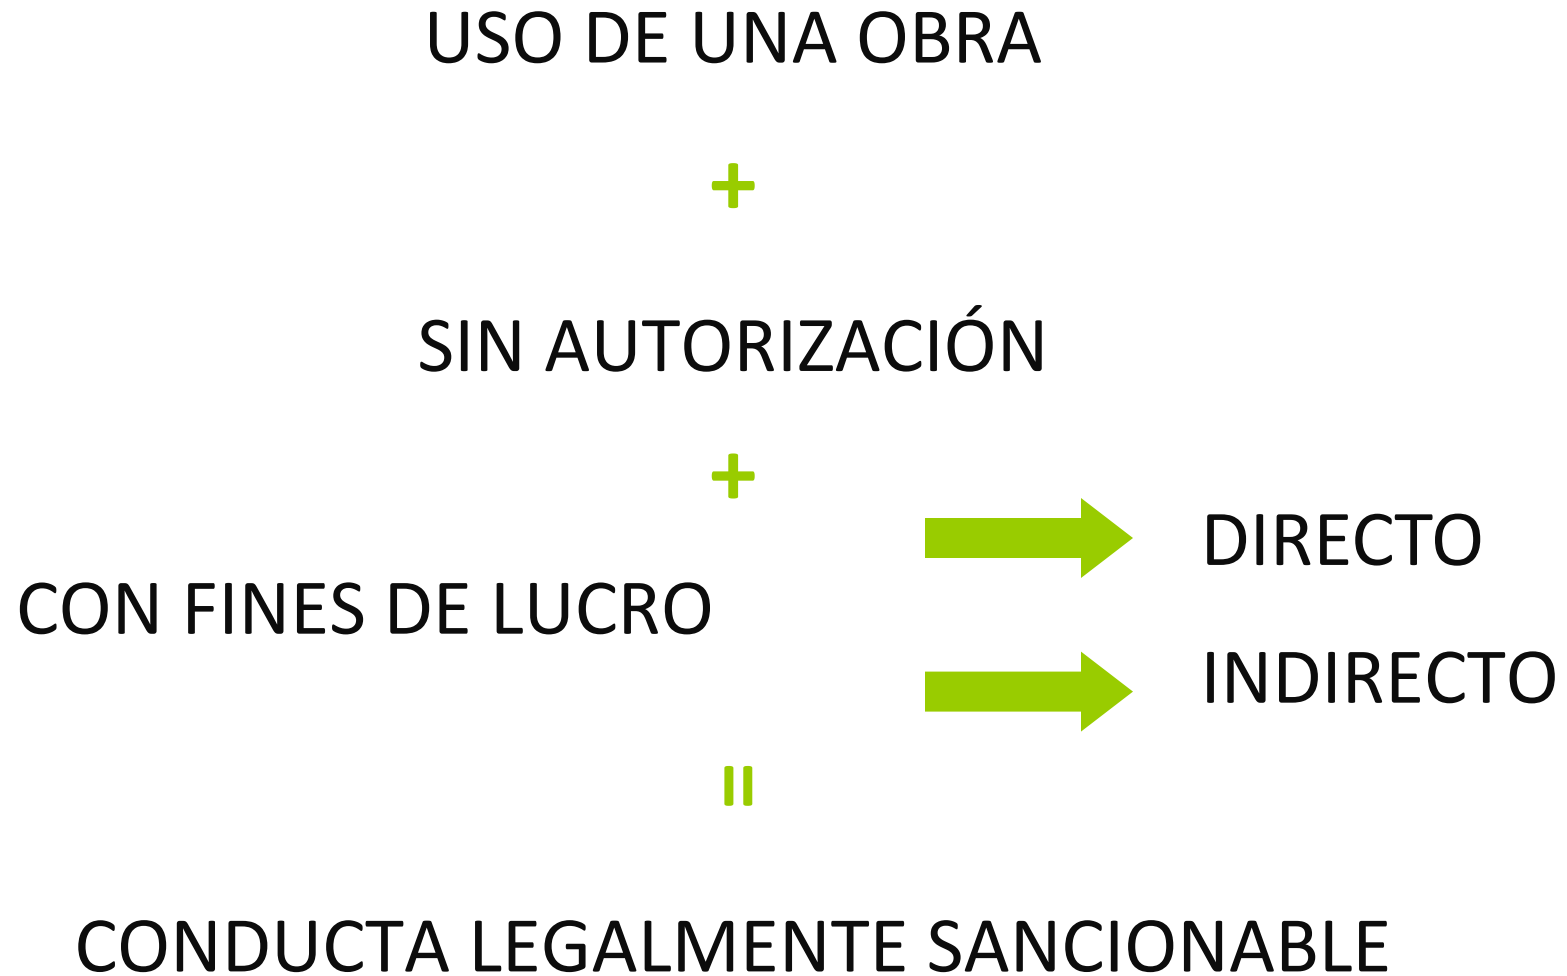 USO DE UNA OBRA
+
SIN AUTORIZACIÓN
+
DIRECTO
CON FINES DE LUCRO
INDIRECTO
=
CONDUCTA LEGALMENTE SANCIONABLE